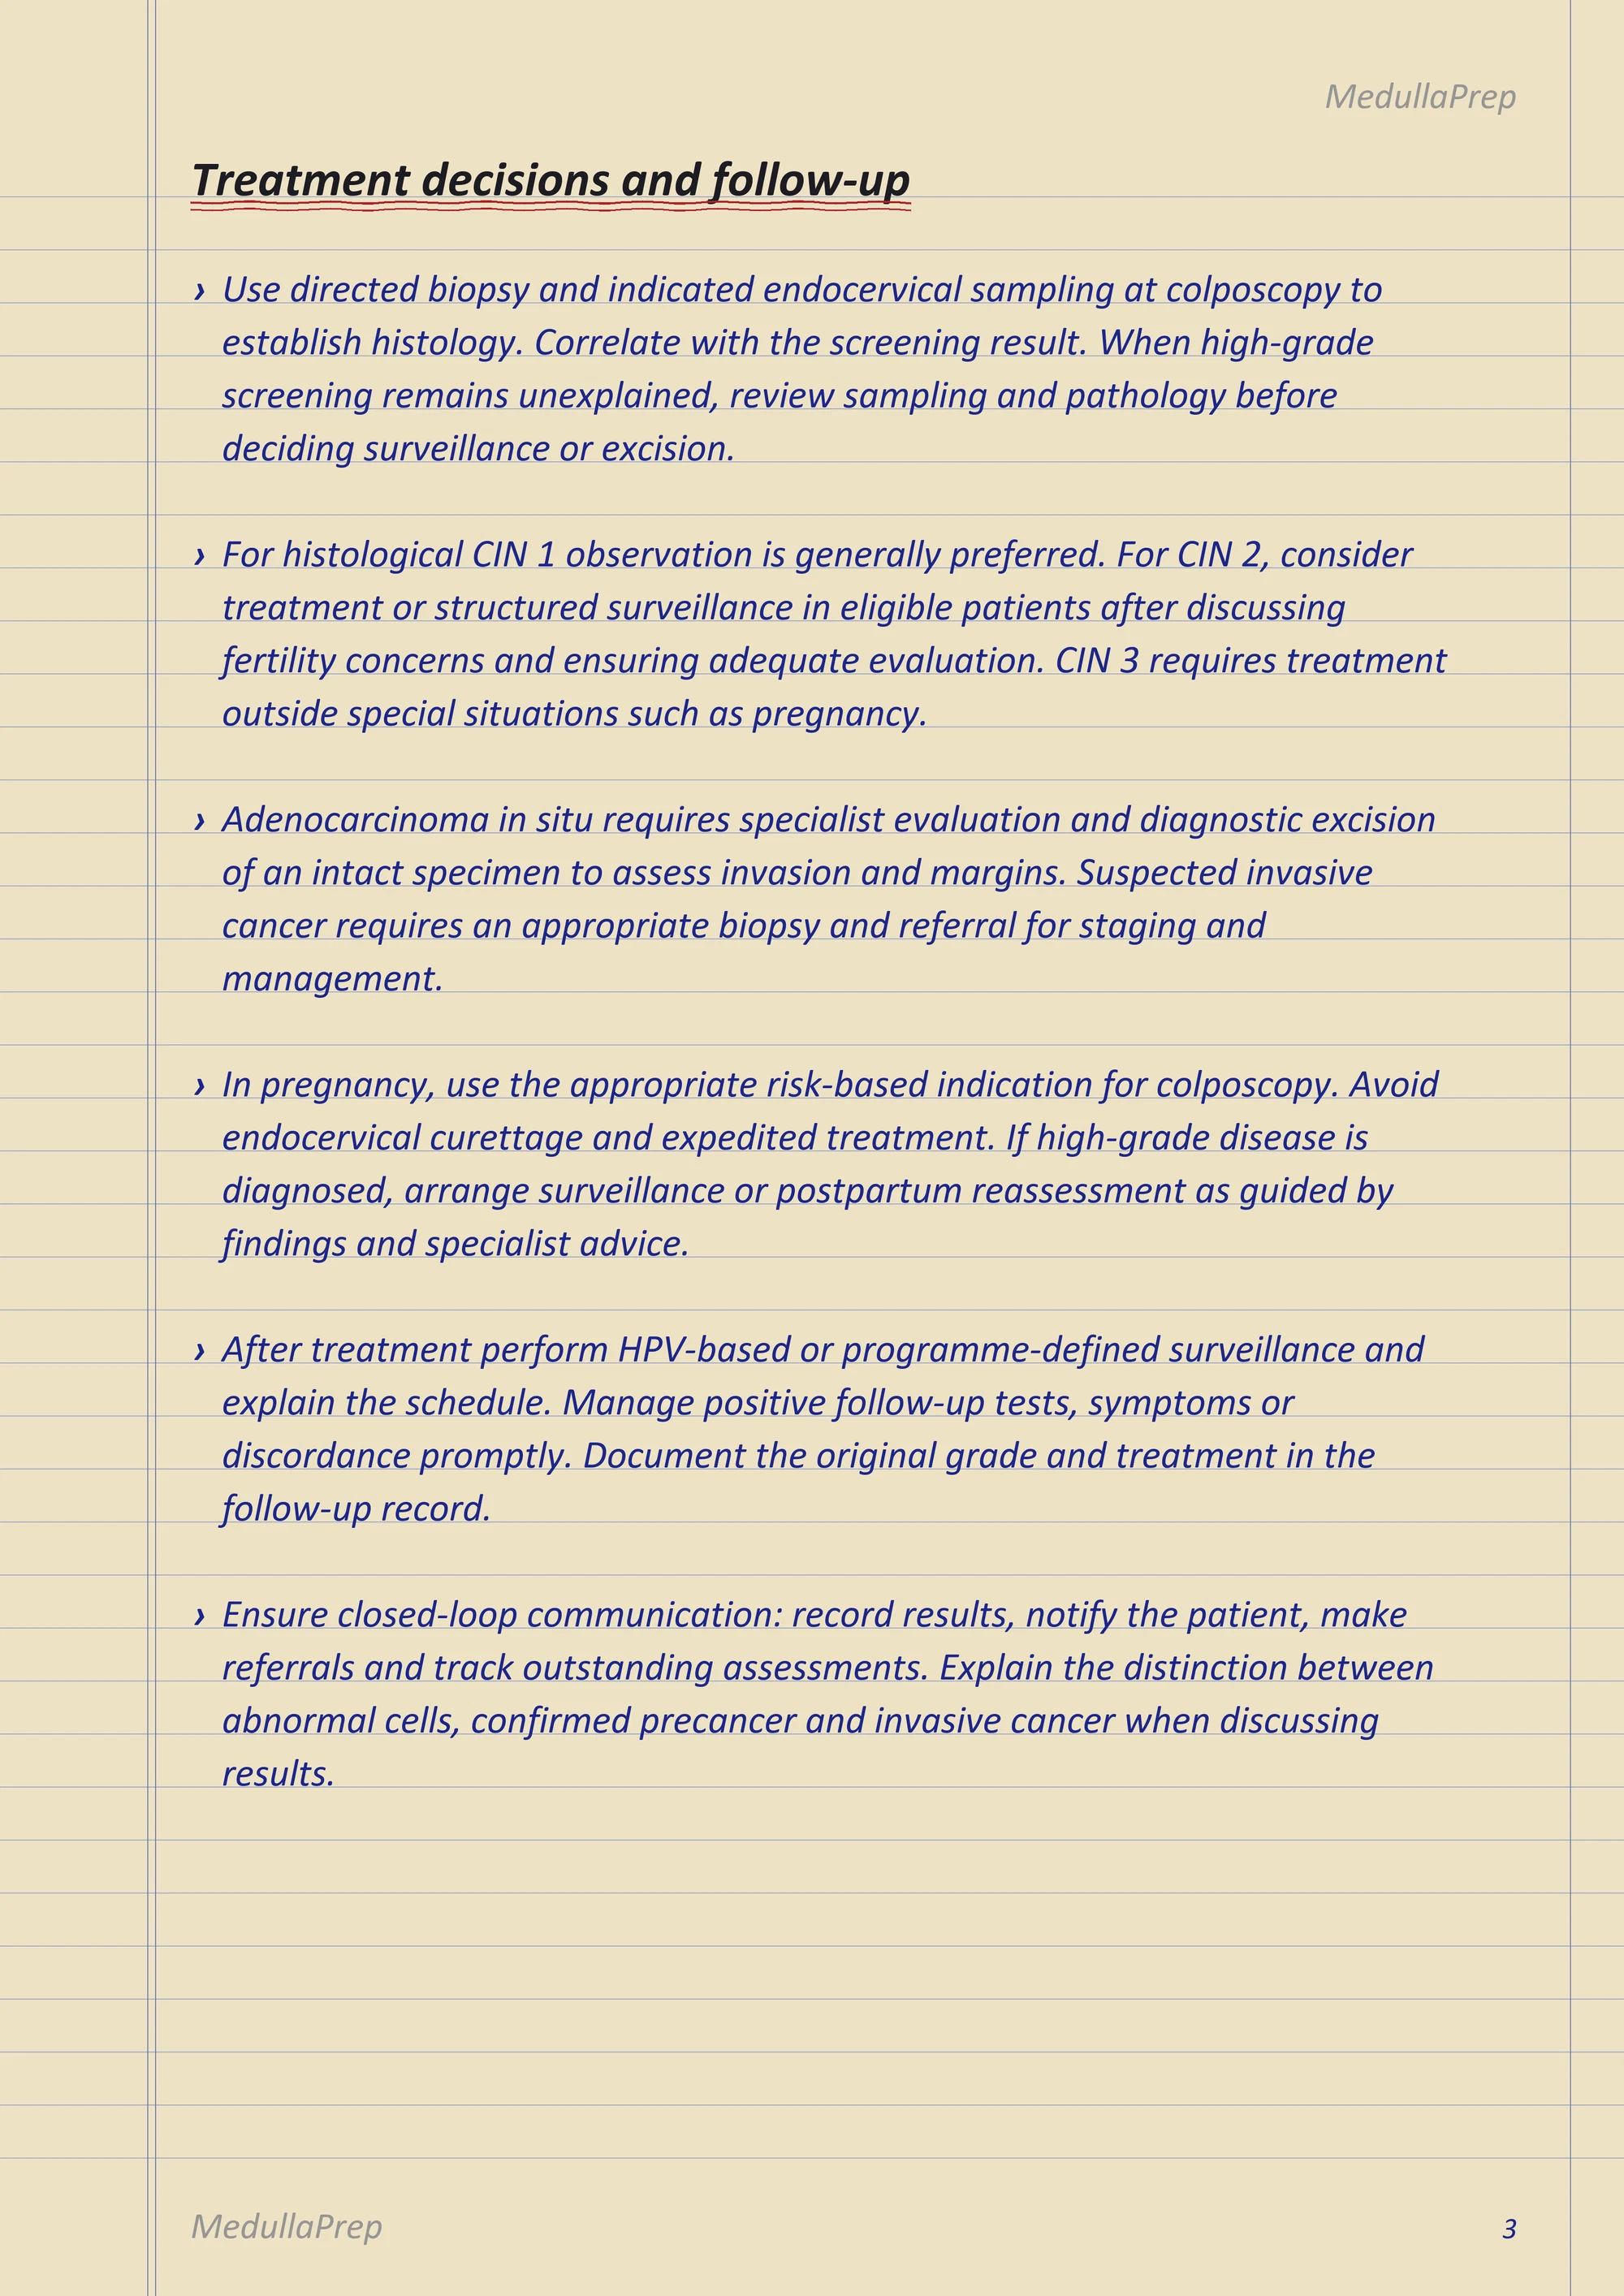 MedullaPrep
Treatment decisions and follow-up
› Use directed biopsy and indicated endocervical sampling at colposcopy to
establish histology. Correlate with the screening result. When high-grade
screening remains unexplained, review sampling and pathology before
deciding surveillance or excision.
› For histological CIN 1 observation is generally preferred. For CIN 2, consider
treatment or structured surveillance in eligible patients after discussing
fertility concerns and ensuring adequate evaluation. CIN 3 requires treatment
outside special situations such as pregnancy.
› Adenocarcinoma in situ requires specialist evaluation and diagnostic excision
of an intact specimen to assess invasion and margins. Suspected invasive
cancer requires an appropriate biopsy and referral for staging and
management.
› In pregnancy, use the appropriate risk-based indication for colposcopy. Avoid
endocervical curettage and expedited treatment. If high-grade disease is
diagnosed, arrange surveillance or postpartum reassessment as guided by
findings and specialist advice.
› After treatment perform HPV-based or programme-defined surveillance and
explain the schedule. Manage positive follow-up tests, symptoms or
discordance promptly. Document the original grade and treatment in the
follow-up record.
› Ensure closed-loop communication: record results, notify the patient, make
referrals and track outstanding assessments. Explain the distinction between
abnormal cells, confirmed precancer and invasive cancer when discussing
results.
MedullaPrep
3